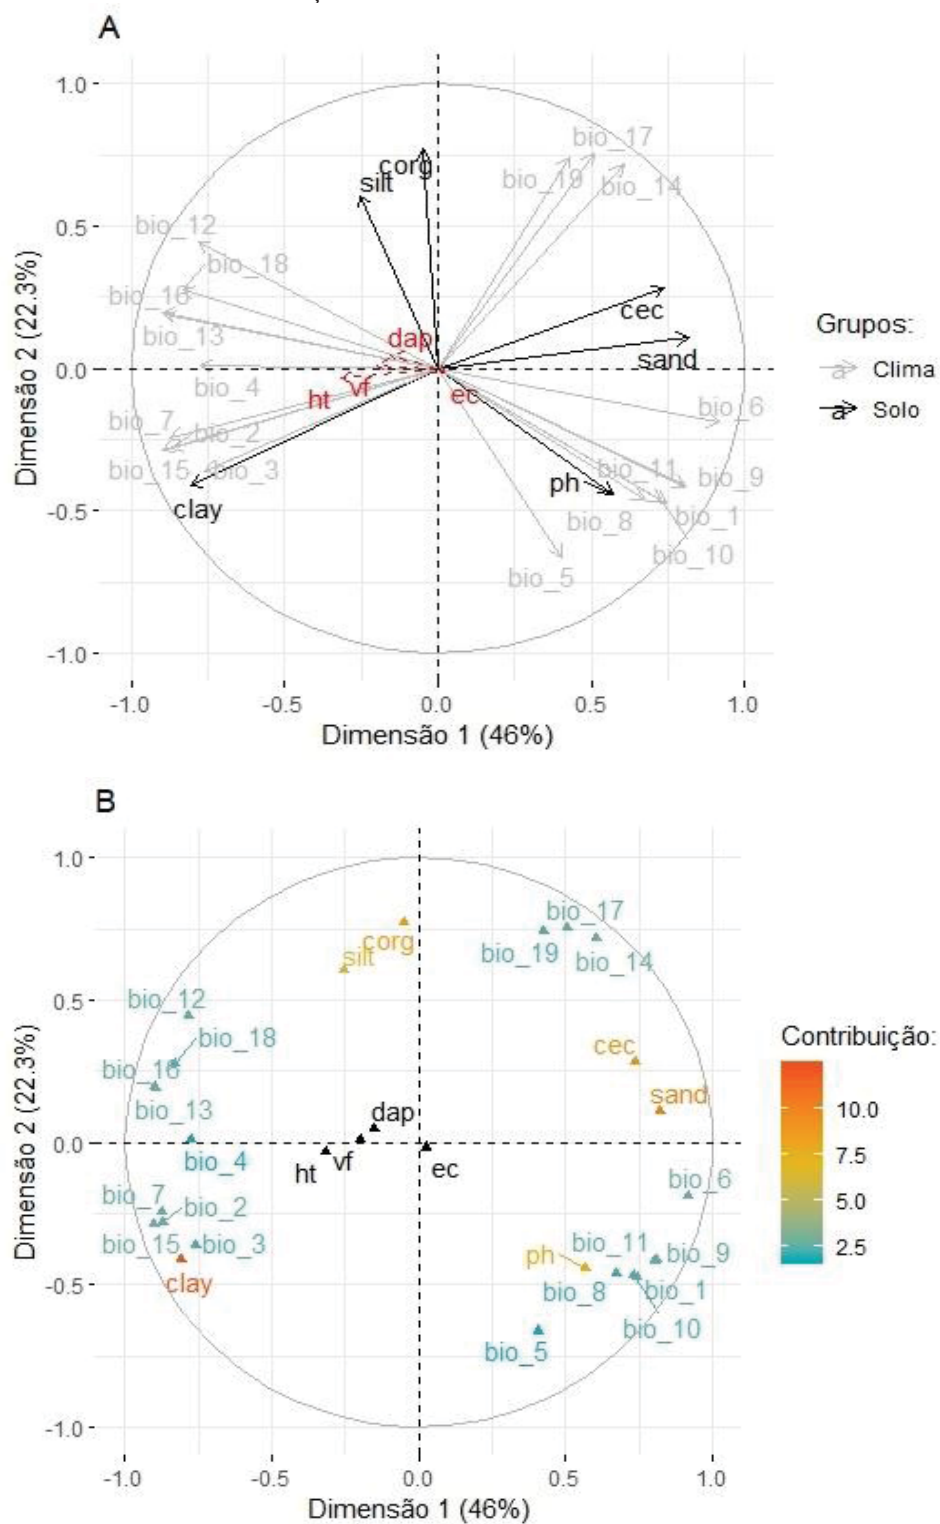 A
1.0
0.5
0.0
-0.5
-1.0
Dimensão 2 (22.3%)
bio_17
bio_19
bio_14
corg
silt
bio_12
bio_18
bio_16
bio_13
bio_4
cec
sand
dap
ht
vf
ec
bio_6
bio_7
bio_2
bio_15
bio_3
clay
bio_11
bio_9
ph
bio_8
bio_1
bio_10
bio_5
Grupos:
a Clima
a Solo
-1.0 -0.5 0.0 0.5 1.0
Dimensão 1 (46%)
B
1.0
0.5
0.0
-0.5
-1.0
Dimensão 2 (22.3%)
bio_17
bio_19
bio_14
corg
silt
bio_12
bio_18
bio_16
bio_13
bio_4
cec
sand
dap
ht
vf
ec
bio_6
bio_7
bio_2
bio_15
bio_3
clay
bio_11
bio_9
ph
bio_8
bio_1
bio_10
bio_5
Contribuição:
10.0
7.5
5.0
2.5
-1.0 -0.5 0.0 0.5 1.0
Dimensão 1 (46%)